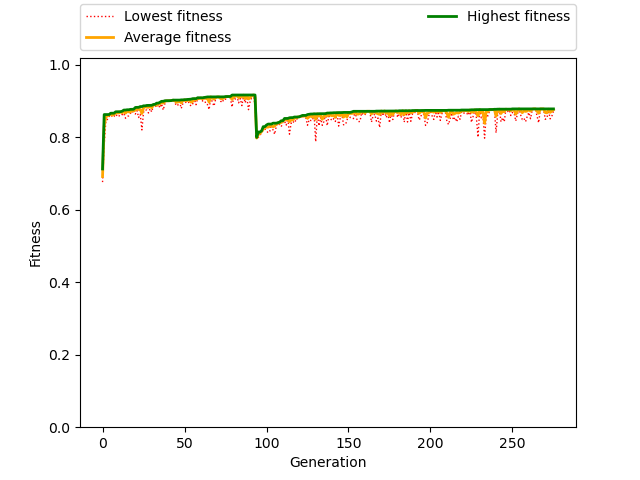 Lowest fitness
Average fitness
Highest fitness
1.0
0.8
0.6
0.4
0.2
0.0
Fitness
0 50 100 150 200 250
Generation